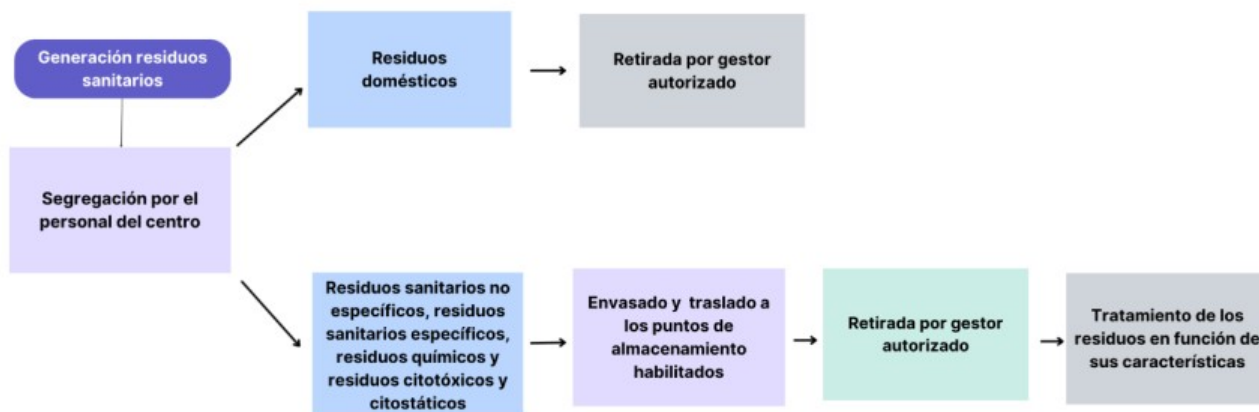 Generación residuos
sanitarios
Segregación por el
personal del centro
Residuos
domésticos
Retirada por gestor
autorizado
Residuos sanitarios no
específicos, residuos
sanitarios específicos,
residuos químicos y
residuos citotóxicos y
citostáticos
Envasado y traslado a
los puntos de
almacenamiento
habilitados
Retirada por gestor
autorizado
Tratamiento de los
residuos en función de
sus características